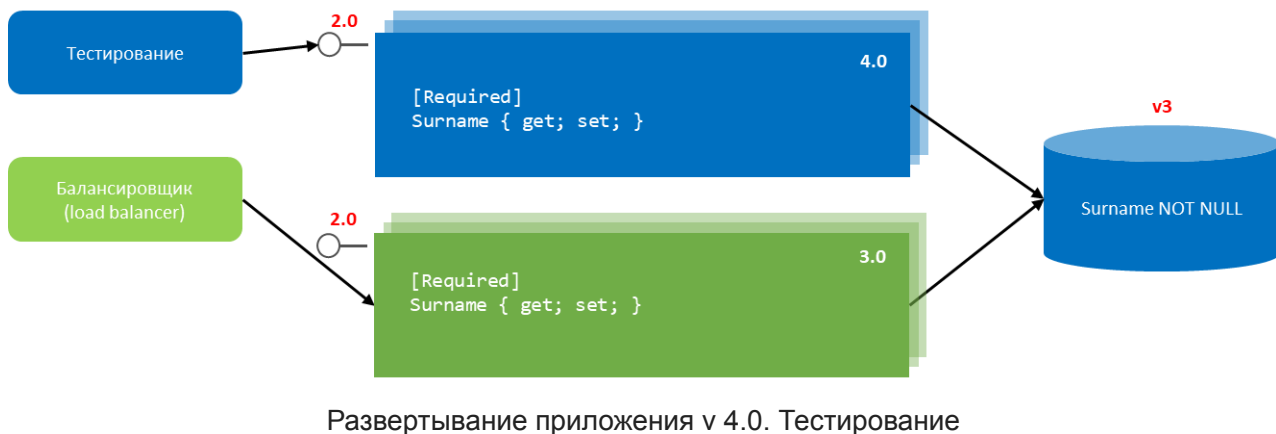 2.0
Тестирование
4.0
[Required]
Surname { get; set; }
v3
Балансировщик
(load balancer)
Surname NOT NULL
2.0
3.0
[Required]
Surname { get; set; }
Развертывание приложения v 4.0. Тестирование